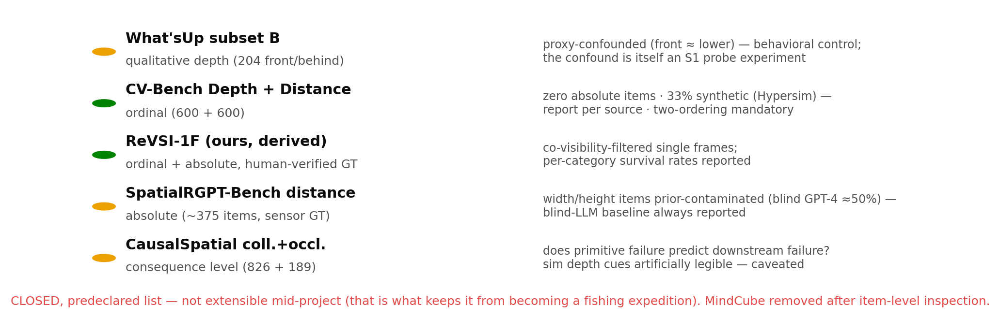 What'sUp subset B
qualitative depth (204 front/behind)
proxy-confounded (front ≈ lower) — behavioral control;
the confound is itself an S1 probe experiment
CV-Bench Depth + Distance
ordinal (600 + 600)
zero absolute items · 33% synthetic (Hypersim) —
report per source · two-ordering mandatory
ReVSI-1F (ours, derived)
ordinal + absolute, human-verified GT
co-visibility-filtered single frames;
per-category survival rates reported
SpatialRGPT-Bench distance
absolute (~375 items, sensor GT)
width/height items prior-contaminated (blind GPT-4 ≈50%) —
blind-LLM baseline always reported
CausalSpatial coll.+occl.
consequence level (826 + 189)
does primitive failure predict downstream failure?
sim depth cues artificially legible — caveated
CLOSED, predeclared list — not extensible mid-project (that is what keeps it from becoming a fishing expedition). MindCube removed after item-level inspection.